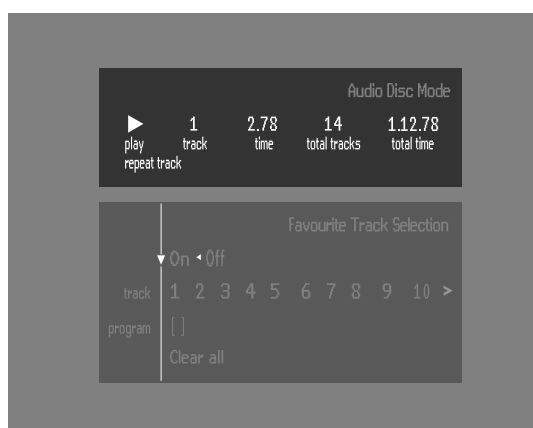 Audio Disc Mode
1 2.78 14 1.12.78
play track time total tracks total time
repeat track
Favourite Track Selection
On Off
track 1 2 3 4 5 6 7 8 9 10 >
program [ ]
Clear all